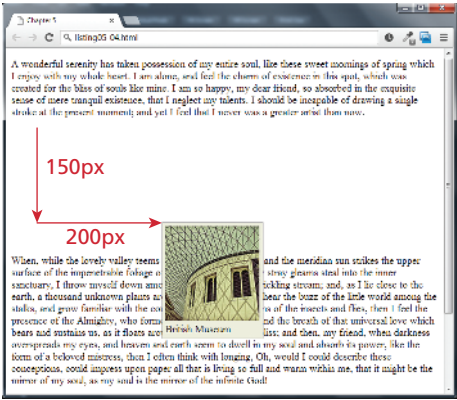 Chapter 5
listing05-04.html
A wonderful serenity has taken possession of my entire soul, like these sweet mornings of spring which
I enjoy with my whole heart. I am alone, and feel the charm of existence in this spot, which was
created for the bliss of souls like mine. I am so happy, my dear friend, so absorbed in the exquisite
sense of mere tranquil existence, that I neglect my talents. I should be incapable of drawing a single
stroke at the present moment; and yet I feel that I never was a greater artist than now.
150px
200px
When, while the lovely valley teems and the meridian sun strikes the upper
surface of the impenetrable foliage o stray gleams steal into the inner
sanctuary, I throw myself down amo ckling stream; and, as I lie close to the
earth, a thousand unknown plants ar hear the buzz of the little world among the
stalks, and grow familiar with the cou ns of the insects and flies, then I feel the
presence of the Almighty, who form nd the breath of that universal love which
British Museum
bears and sustains us, as it floats aro liss; and then, my friend, when darkness
overspreads my eyes, and heaven and earth seem to dwell in my soul and absorb its power, like the
form of a beloved mistress, then I often think with longing, Oh, would I could describe these
conceptions, could impress upon paper all that is living so full and warm within me, that it might be the
mirror of my soul, as my soul is the mirror of the infinite God!